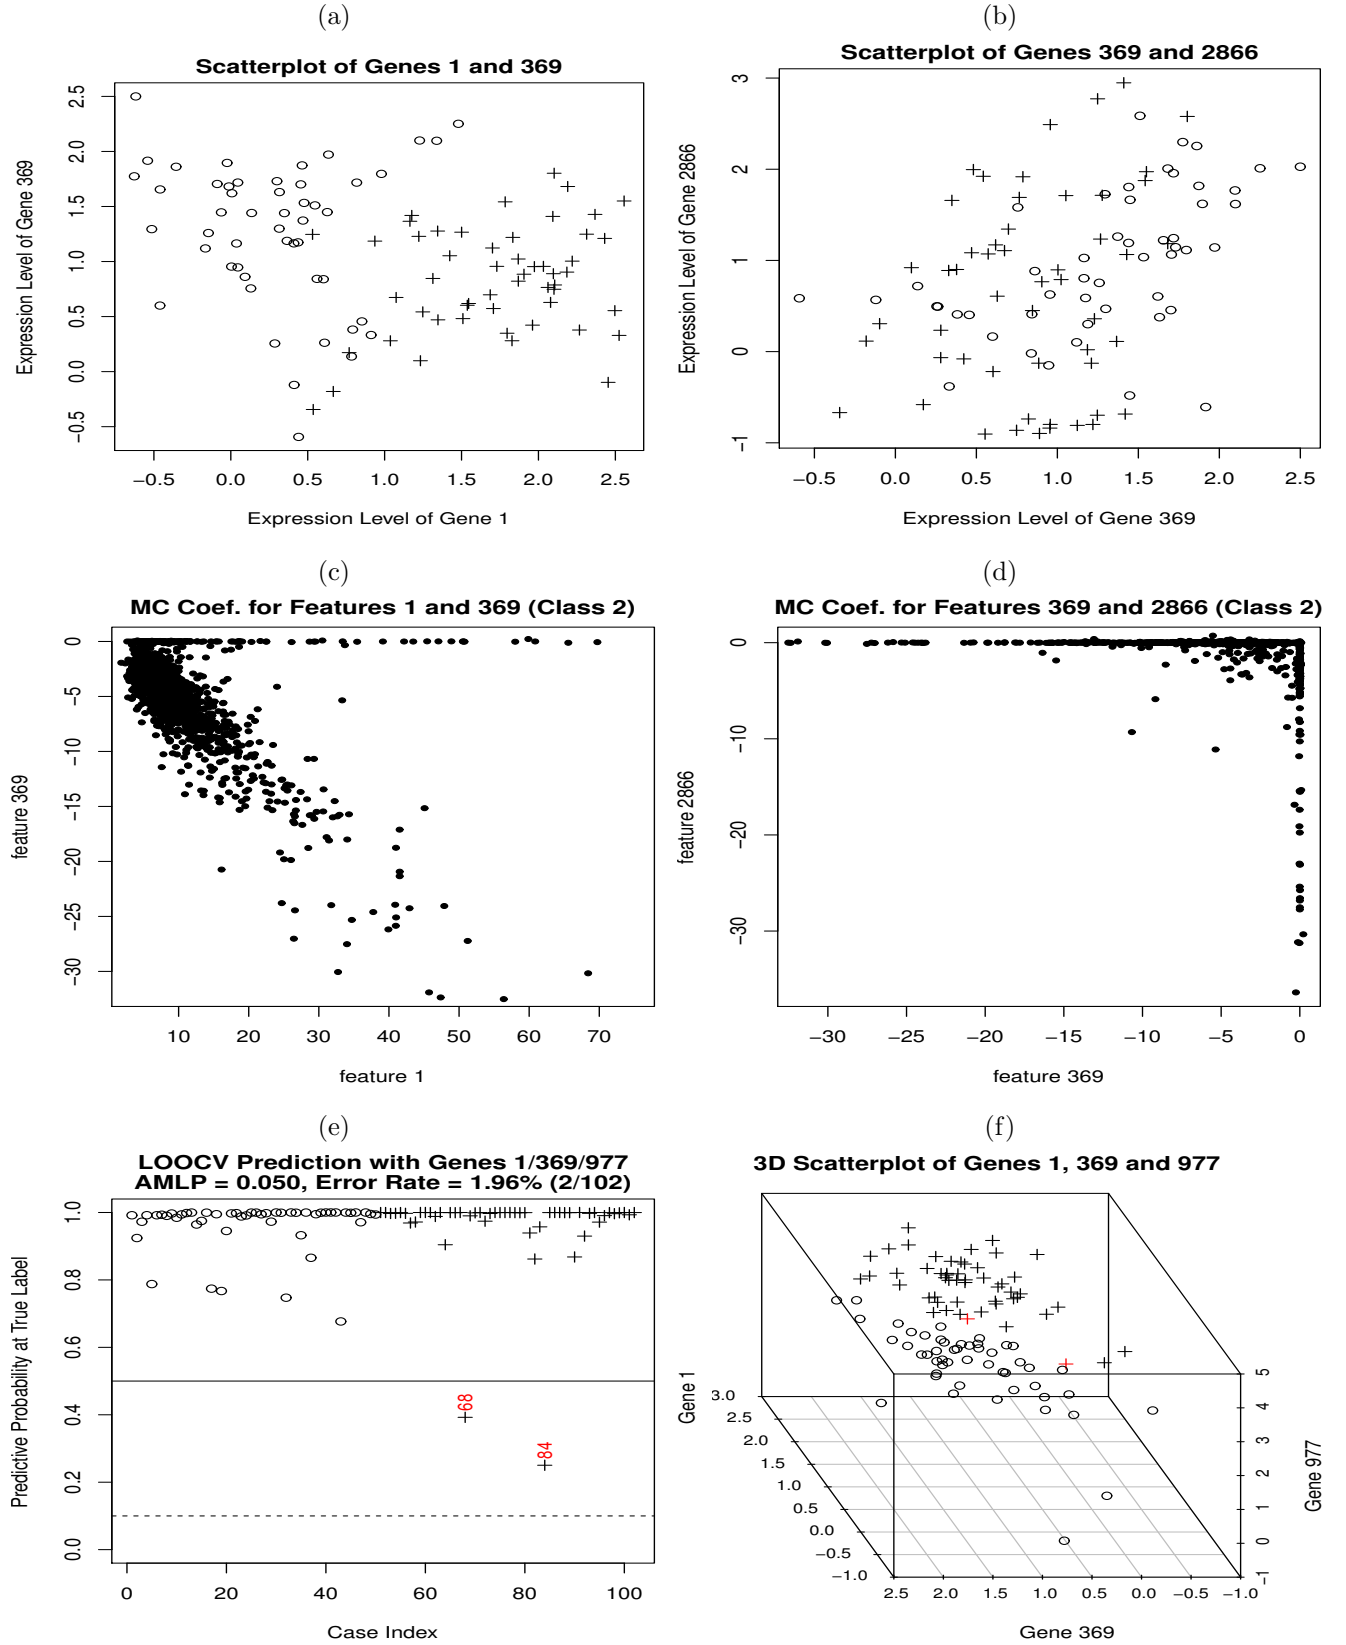 (a)
Scatterplot of Genes 1 and 369
Expression Level of Gene 369
2.5
2.0
1.5
1.0
0.5
0.0
−0.5
−0.5 0.0 0.5 1.0 1.5 2.0 2.5
Expression Level of Gene 1
(b)
Scatterplot of Genes 369 and 2866
Expression Level of Gene 2866
3
2
1
0
−1
−0.5 0.0 0.5 1.0 1.5 2.0 2.5
Expression Level of Gene 369
(c)
MC Coef. for Features 1 and 369 (Class 2)
feature 369
0
−5
−10
−15
−20
−25
−30
10 20 30 40 50 60 70
feature 1
(d)
MC Coef. for Features 369 and 2866 (Class 2)
feature 2866
0
−10
−20
−30
−30 −25 −20 −15 −10 −5 0
feature 369
(e)
LOOCV Prediction with Genes 1/369/977
AMLP = 0.050, Error Rate = 1.96% (2/102)
Predictive Probability at True Label
1.0
0.8
0.6
0.4
0.2
0.0
68
84
0 20 40 60 80 100
Case Index
(f)
3D Scatterplot of Genes 1, 369 and 977
Gene 1
3.0
2.5
2.0
1.5
1.0
0.5
0.0
−0.5
−1.0
2.5 2.0 1.5 1.0 0.5 0.0 −0.5 −1.0
Gene 369
5
4
3
2
1
0
−1
Gene 977